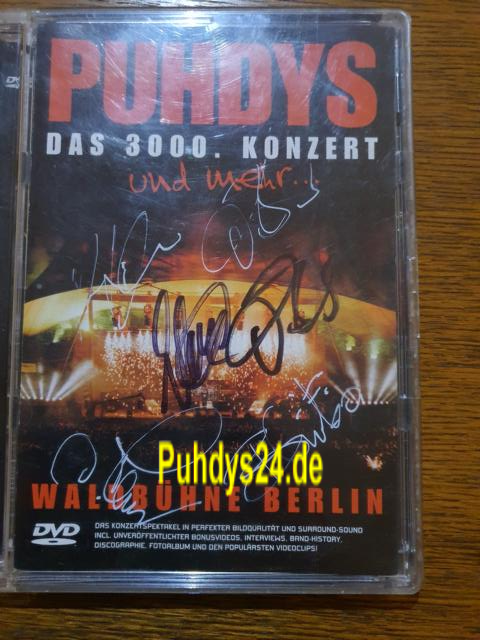 PUHDYS
DAS 3000. KONZERT
und mehr...
Puhdys24.de
WALDBÜHNE BERLIN
DVD
DAS KONZERTSPEKTAKEL IN PERFEKTER BILDQUALITÄT UND SURROUND-SOUND
INCL. UNVERÖFFENTLICHTER BONUSVIDEOS, INTERVIEWS, BAND-HISTORY,
DISCOGRAPHIE, FOTOALBUM UND DEN POPULÄRSTEN VIDEOCLIPS!